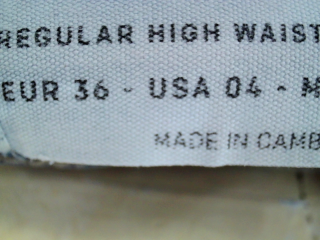 REGULAR HIGH WAIST
EUR 36 - USA 04 - M
MADE IN CAMB